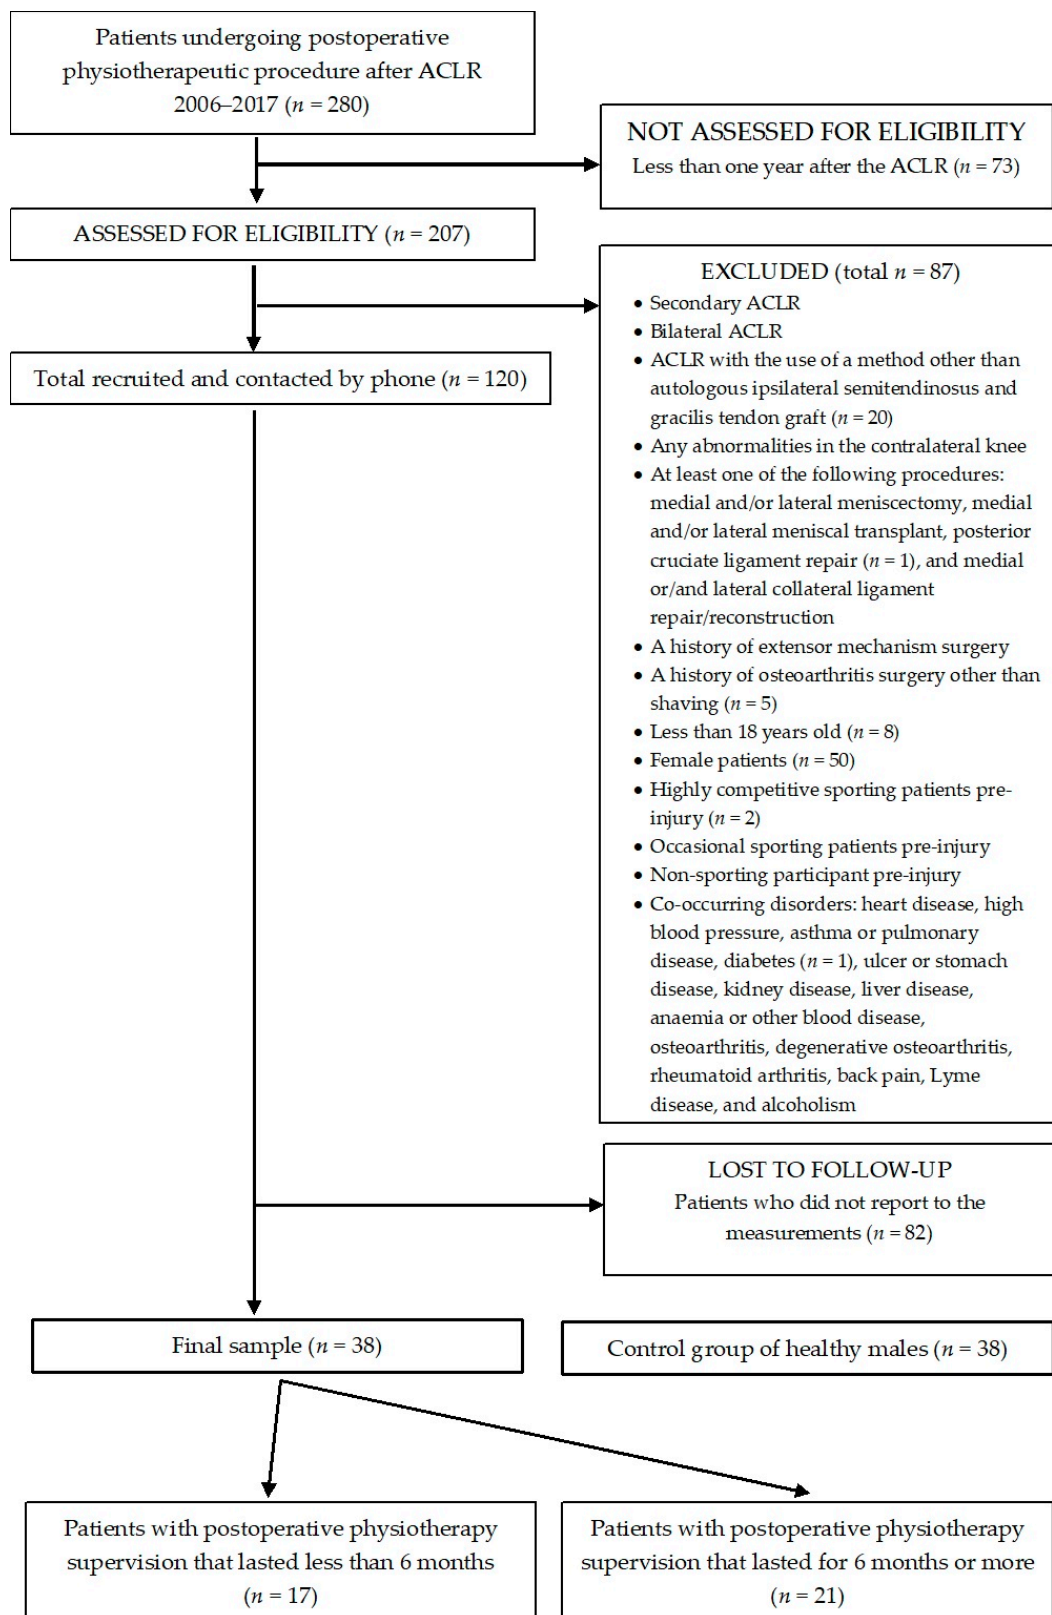 Patients undergoing postoperative
physiotherapeutic procedure after ACLR
2006–2017 (n = 280)
NOT ASSESSED FOR ELIGIBILITY
Less than one year after the ACLR (n = 73)
ASSESSED FOR ELIGIBILITY (n = 207)
EXCLUDED (total n = 87)
• Secondary ACLR
• Bilateral ACLR
• ACLR with the use of a method other than
autologous ipsilateral semitendinosus and
gracilis tendon graft (n = 20)
• Any abnormalities in the contralateral knee
• At least one of the following procedures:
medial and/or lateral meniscectomy, medial
and/or lateral meniscal transplant, posterior
cruciate ligament repair (n = 1), and medial
or/and lateral collateral ligament
repair/reconstruction
• A history of extensor mechanism surgery
• A history of osteoarthritis surgery other than
shaving (n = 5)
• Less than 18 years old (n = 8)
• Female patients (n = 50)
• Highly competitive sporting patients pre-
injury (n = 2)
• Occasional sporting patients pre-injury
• Non-sporting participant pre-injury
• Co-occurring disorders: heart disease, high
blood pressure, asthma or pulmonary
disease, diabetes (n = 1), ulcer or stomach
disease, kidney disease, liver disease,
anaemia or other blood disease,
osteoarthritis, degenerative osteoarthritis,
rheumatoid arthritis, back pain, Lyme
disease, and alcoholism
Total recruited and contacted by phone (n = 120)
LOST TO FOLLOW-UP
Patients who did not report to the
measurements (n = 82)
Final sample (n = 38)
Control group of healthy males (n = 38)
Patients with postoperative physiotherapy
supervision that lasted less than 6 months
(n = 17)
Patients with postoperative physiotherapy
supervision that lasted for 6 months or more
(n = 21)